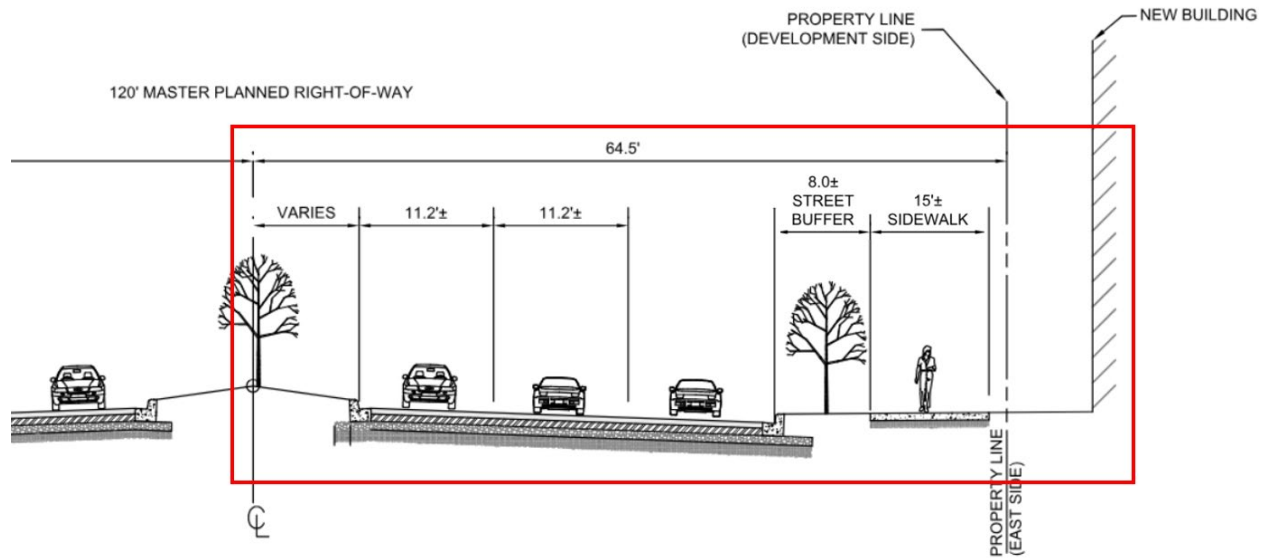 PROPERTY LINE
(DEVELOPMENT SIDE)
NEW BUILDING
120' MASTER PLANNED RIGHT-OF-WAY
64.5'
VARIES
11.2'±
11.2'±
8.0±
STREET
BUFFER
15'±
SIDEWALK
PROPERTY LINE
(EAST SIDE)
CL